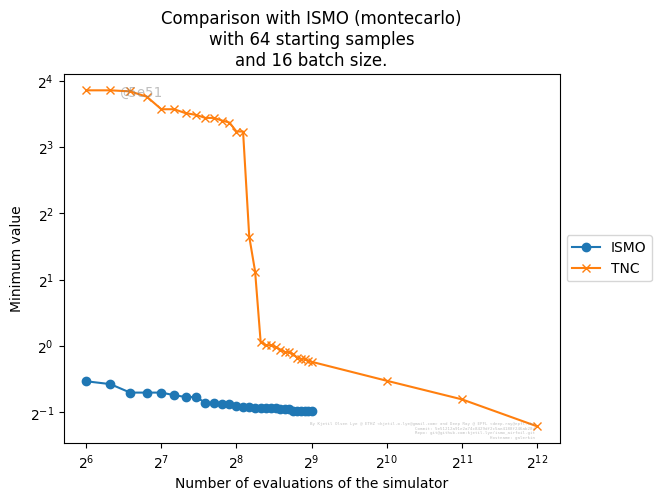 Comparison with ISMO (montecarlo)
with 64 starting samples
and 16 batch size.
2^4
2^3
2^2
2^1
2^0
2^-1
Minimum value
2^6 2^7 2^8 2^9 2^10 2^11 2^12
Number of evaluations of the simulator
ISMO
TNC